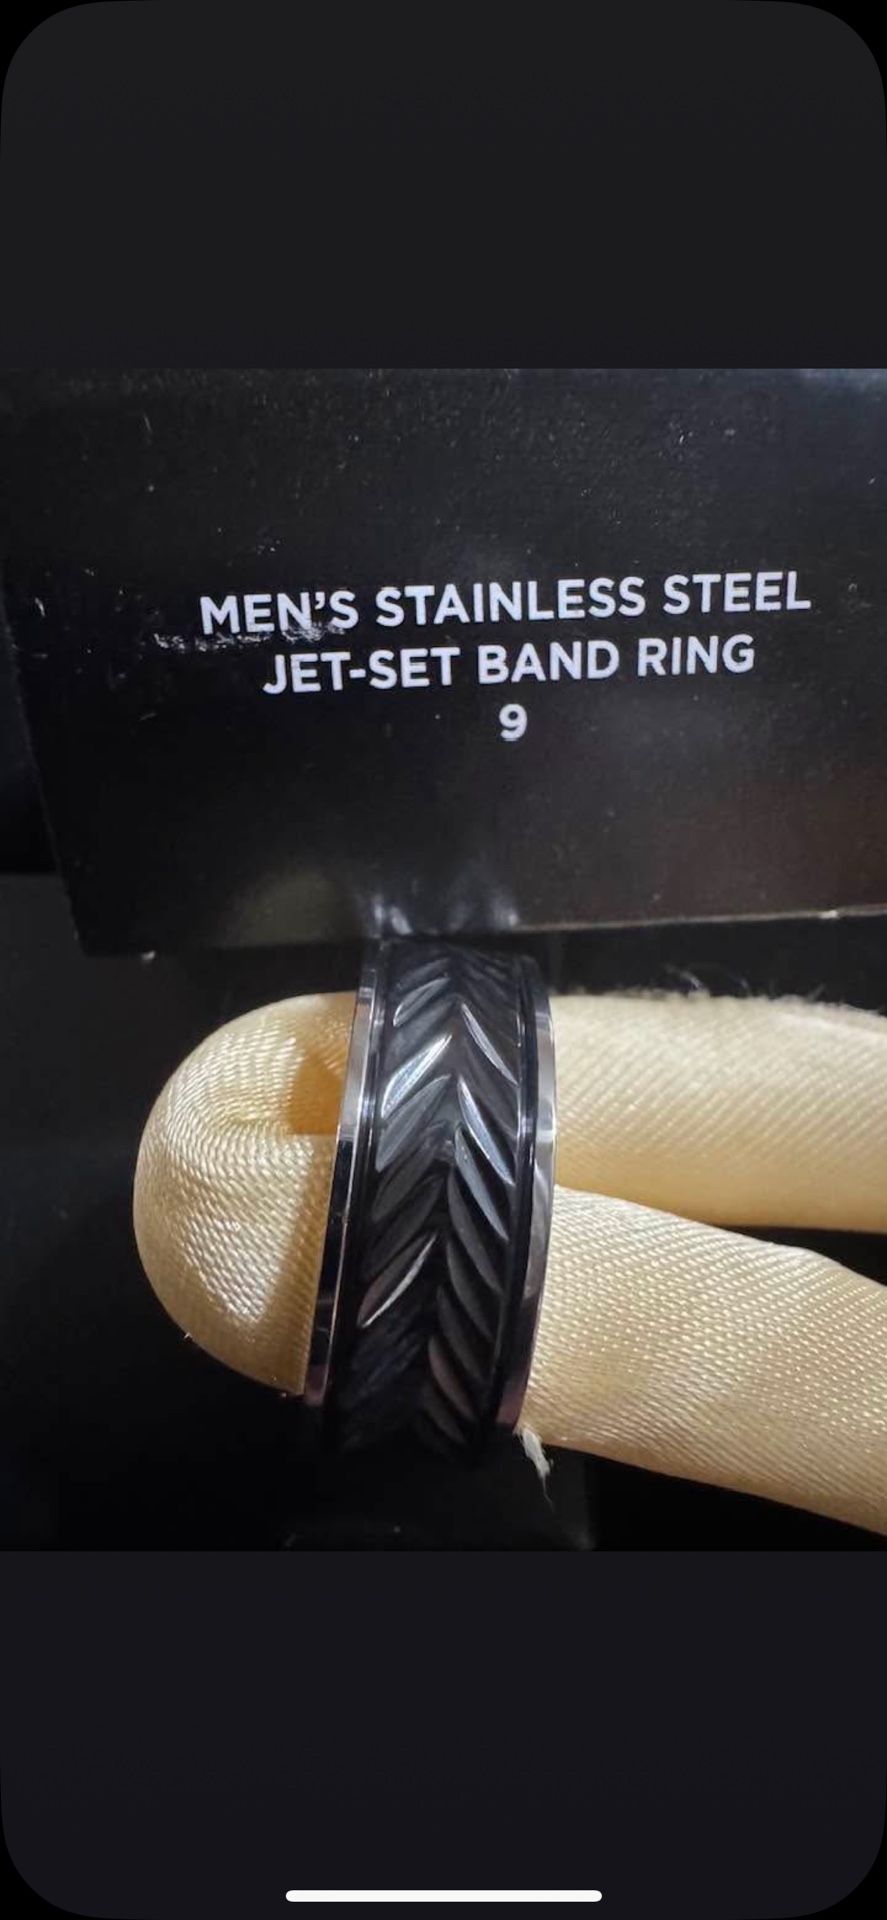 MEN'S STAINLESS STEEL
JET-SET BAND RING
9